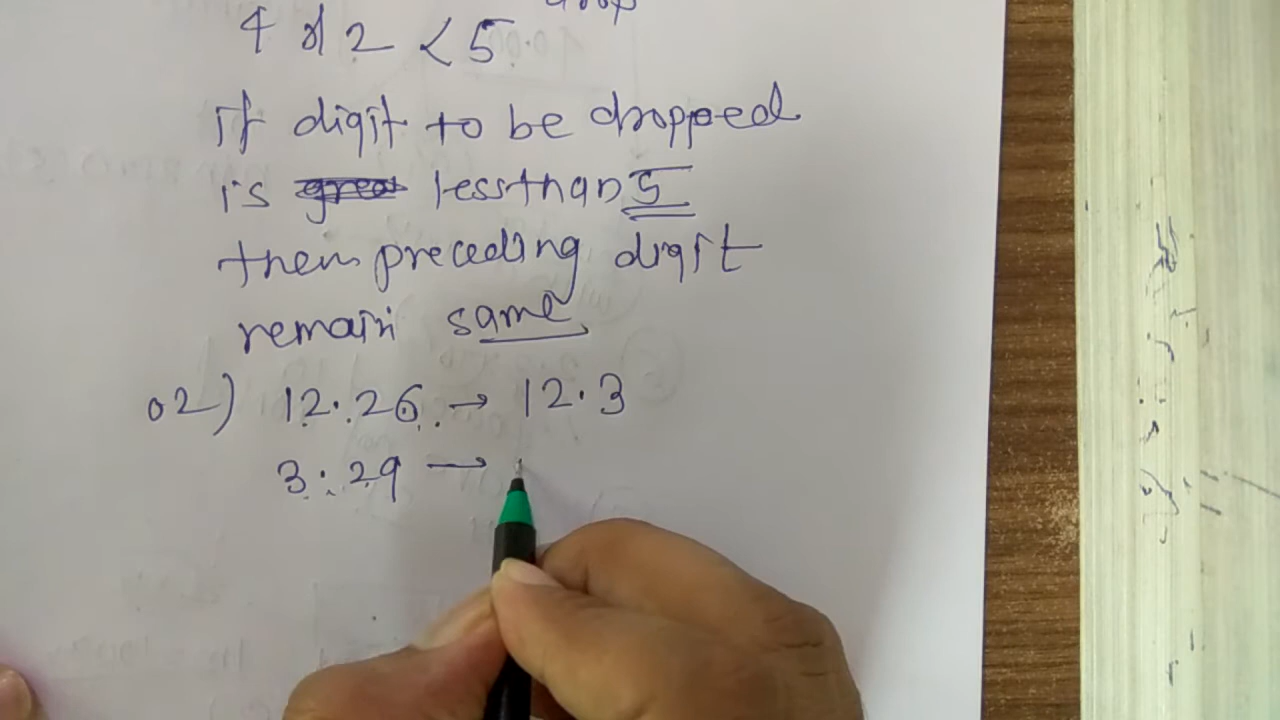 4 & 2 < 5
if digit to be dropped
is less than 5
then preceding digit
remain same
02) 12.26 → 12.3
3.29 →